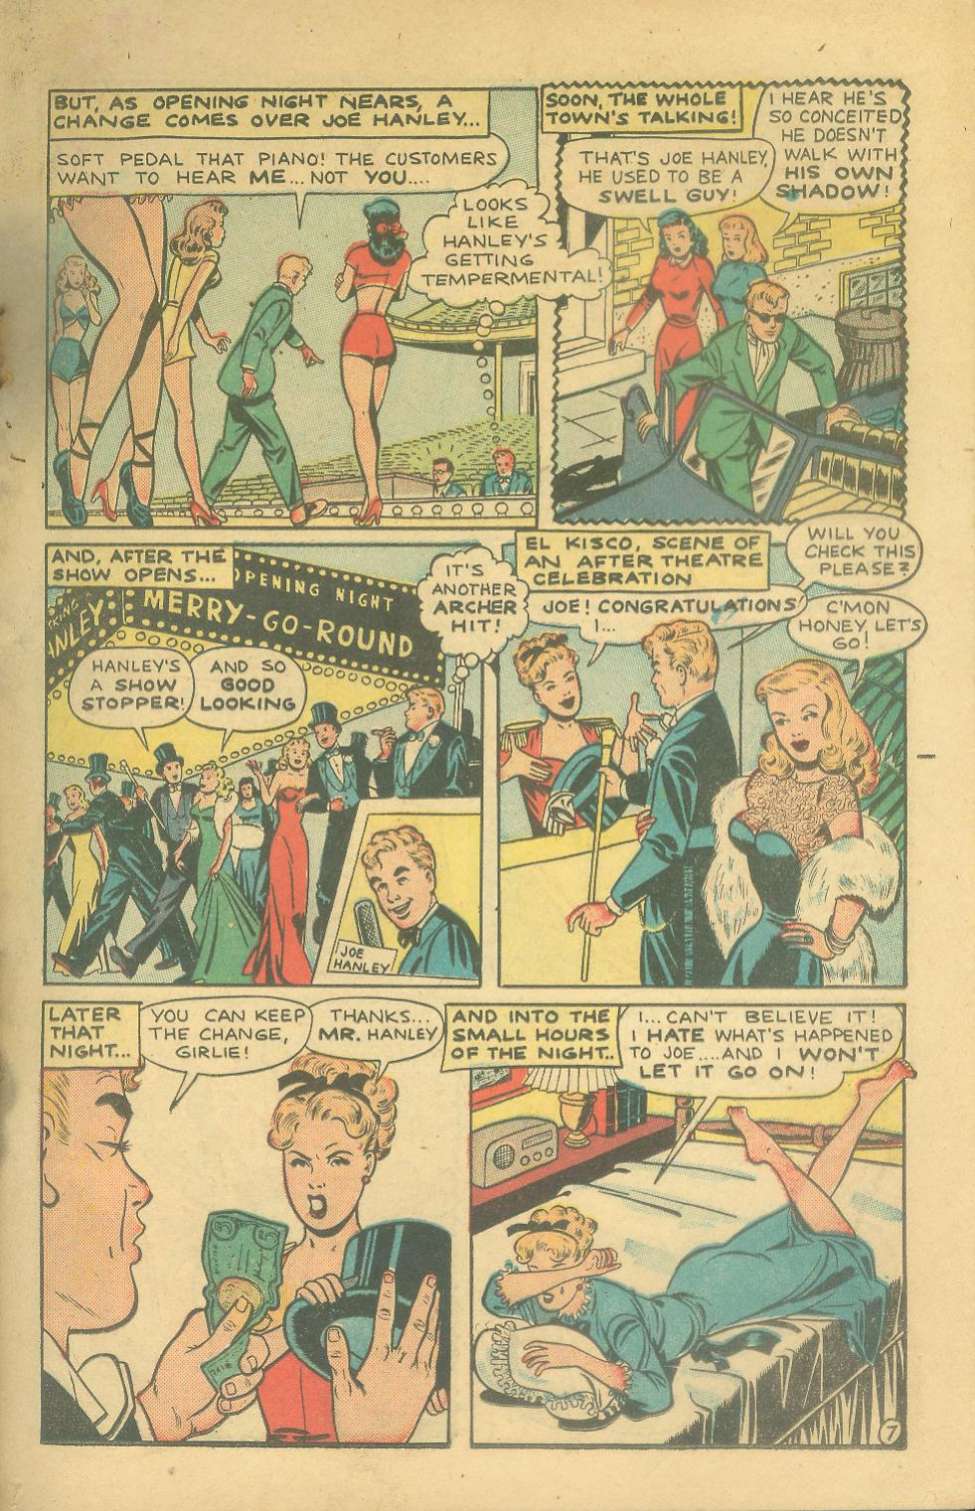 BUT, AS OPENING NIGHT NEARS, A
CHANGE COMES OVER JOE HANLEY...
SOFT PEDAL THAT PIANO! THE CUSTOMERS
WANT TO HEAR ME... NOT YOU....
LOOKS
LIKE
HANLEY'S
GETTING
TEMPERMENTAL!
SOON, THE WHOLE
TOWN'S TALKING!
THAT'S JOE HANLEY,
HE USED TO BE A
SWELL GUY!
I HEAR HE'S
SO CONCEITED
HE DOESN'T
WALK WITH
HIS OWN
SHADOW!
AND, AFTER THE
SHOW OPENS...
OPENING NIGHT
MERRY-GO-ROUND
HANLEY
HANLEY'S
A SHOW
STOPPER!
AND SO
GOOD
LOOKING
IT'S
ANOTHER
ARCHER
HIT!
JOE
HANLEY
EL KISCO, SCENE OF
AN AFTER THEATRE
CELEBRATION
JOE! CONGRATULATIONS
I...
WILL YOU
CHECK THIS
PLEASE?
C'MON
HONEY, LET'S
GO!
LATER
THAT
NIGHT...
YOU CAN KEEP
THE CHANGE,
GIRLIE!
THANKS...
MR. HANLEY
5
5
AND INTO THE
SMALL HOURS
OF THE NIGHT..
I... CAN'T BELIEVE IT!
I HATE WHAT'S HAPPENED
TO JOE....AND I WON'T
LET IT GO ON!
7